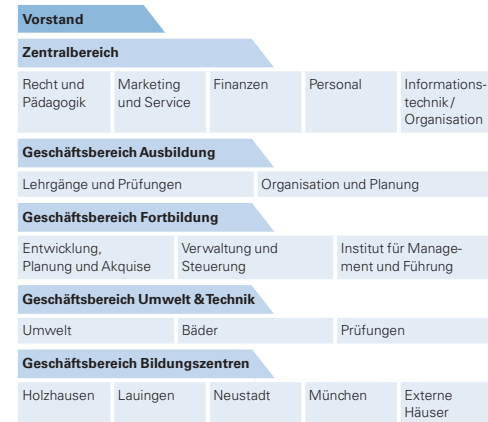 Vorstand
Zentralbereich
Recht und
Pädagogik
Marketing
und Service
Finanzen
Personal
Informations-
technik/
Organisation
Geschäftsbereich Ausbildung
Lehrgänge und Prüfungen
Organisation und Planung
Geschäftsbereich Fortbildung
Entwicklung,
Planung und Akquise
Verwaltung und
Steuerung
Institut für Manage-
ment und Führung
Geschäftsbereich Umwelt & Technik
Umwelt
Bäder
Prüfungen
Geschäftsbereich Bildungszentren
Holzhausen
Lauingen
Neustadt
München
Externe
Häuser